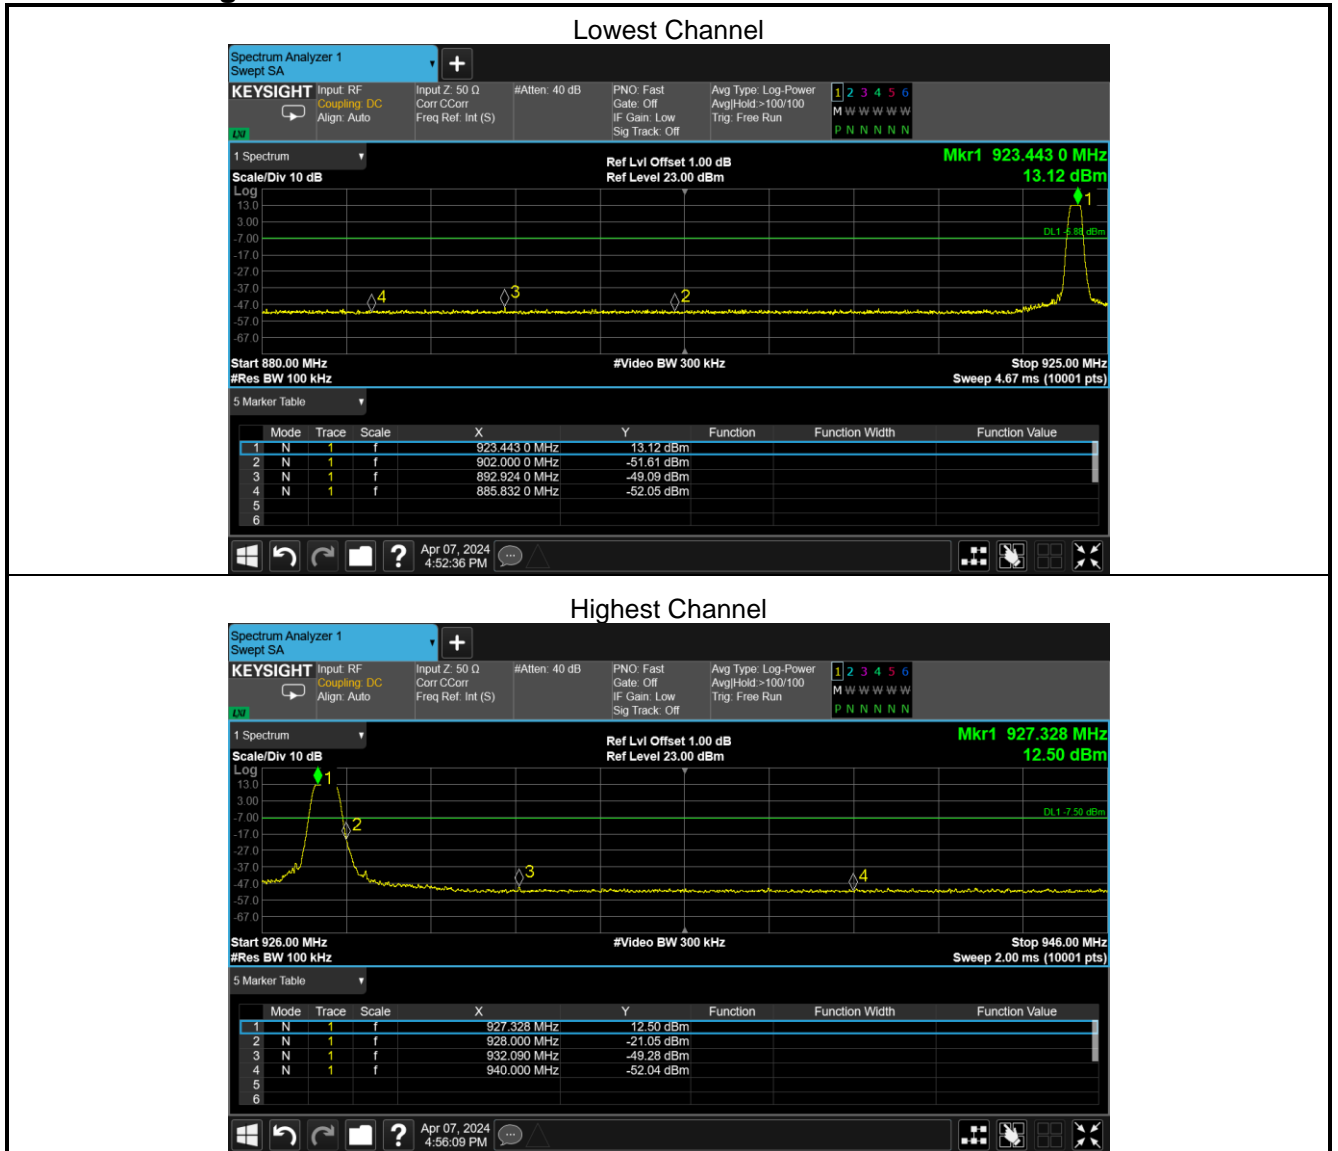 Lowest Channel
Spectrum Analyzer 1
Swept SA
+
KEYSIGHT Input: RF Input Z: 50 Ω #Atten: 40 dB PNO: Fast Avg Type: Log-Power 1 2 3 4 5 6
Coupling: DC Corr CCorr Gate: Off Avg|Hold:>100/100 M W W W W W
Align: Auto Freq Ref: Int (S) IF Gain: Low Trig: Free Run
LXI Sig Track: Off P N N N N N
1 Spectrum Ref Lvl Offset 1.00 dB Mkr1 923.443 0 MHz
Scale/Div 10 dB Ref Level 23.00 dBm 13.12 dBm
Log
1
13.0
3.00
DL1 -6.88 dBm
-7.00
-17.0
-27.0
-37.0
4 3 2
-47.0
-57.0
-67.0
Start 880.00 MHz #Video BW 300 kHz Stop 925.00 MHz
#Res BW 100 kHz Sweep 4.67 ms (10001 pts)
5 Marker Table
Mode Trace Scale X Y Function Function Width Function Value
1 N 1 f 923.443 0 MHz 13.12 dBm
2 N 1 f 902.000 0 MHz -51.61 dBm
3 N 1 f 892.924 0 MHz -49.09 dBm
4 N 1 f 885.832 0 MHz -52.05 dBm
5
6
? Apr 07, 2024
4:52:36 PM
Highest Channel
Spectrum Analyzer 1
Swept SA
+
KEYSIGHT Input: RF Input Z: 50 Ω #Atten: 40 dB PNO: Fast Avg Type: Log-Power 1 2 3 4 5 6
Coupling: DC Corr CCorr Gate: Off Avg|Hold:>100/100 M W W W W W
Align: Auto Freq Ref: Int (S) IF Gain: Low Trig: Free Run
LXI Sig Track: Off P N N N N N
1 Spectrum Ref Lvl Offset 1.00 dB Mkr1 927.328 MHz
Scale/Div 10 dB Ref Level 23.00 dBm 12.50 dBm
Log
1
13.0
3.00
DL1 -7.50 dBm
-7.00
2
-17.0
-27.0
-37.0
3 4
-47.0
-57.0
-67.0
Start 926.00 MHz #Video BW 300 kHz Stop 946.00 MHz
#Res BW 100 kHz Sweep 2.00 ms (10001 pts)
5 Marker Table
Mode Trace Scale X Y Function Function Width Function Value
1 N 1 f 927.328 MHz 12.50 dBm
2 N 1 f 928.000 MHz -21.05 dBm
3 N 1 f 932.090 MHz -49.28 dBm
4 N 1 f 940.000 MHz -52.04 dBm
5
6
? Apr 07, 2024
4:56:09 PM